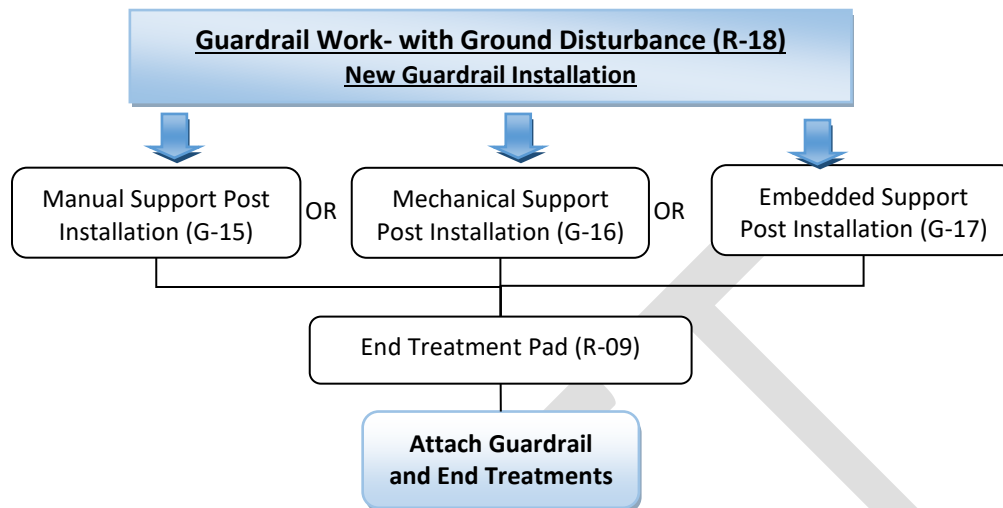 Guardrail Work- with Ground Disturbance (R-18)
New Guardrail Installation
Manual Support Post
Installation (G-15)
OR
Mechanical Support
Post Installation (G-16)
OR
Embedded Support
Post Installation (G-17)
End Treatment Pad (R-09)
Attach Guardrail
and End Treatments